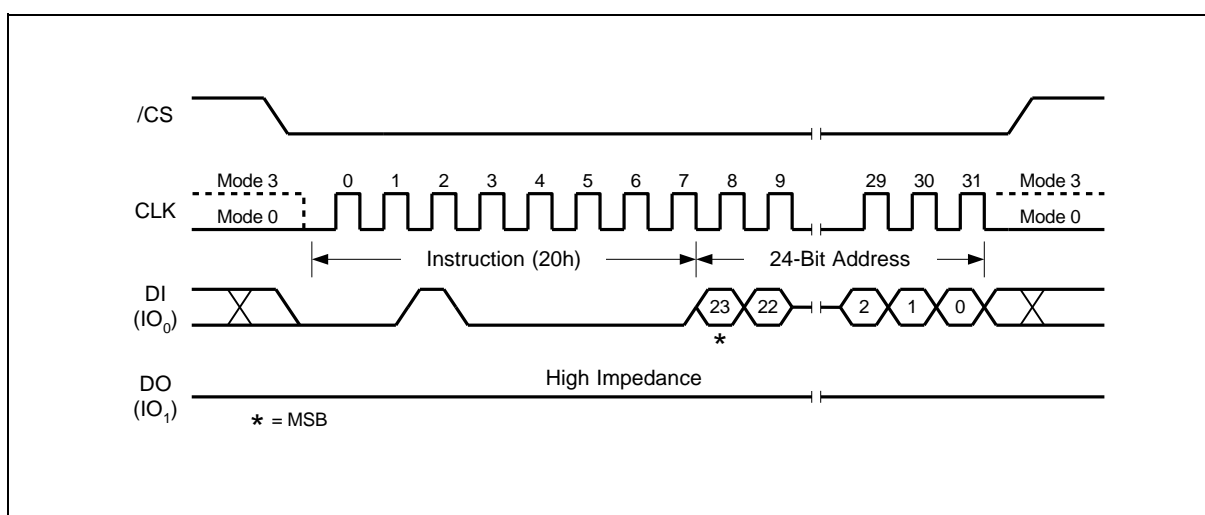 /CS
Mode 3
0 1 2 3 4 5 6 7 8 9 29 30 31
Mode 3
CLK
Mode 0
Mode 0
Instruction (20h)
24-Bit Address
DI
(IO₀)
23 22 2 1 0
*
High Impedance
DO
(IO₁)
* = MSB